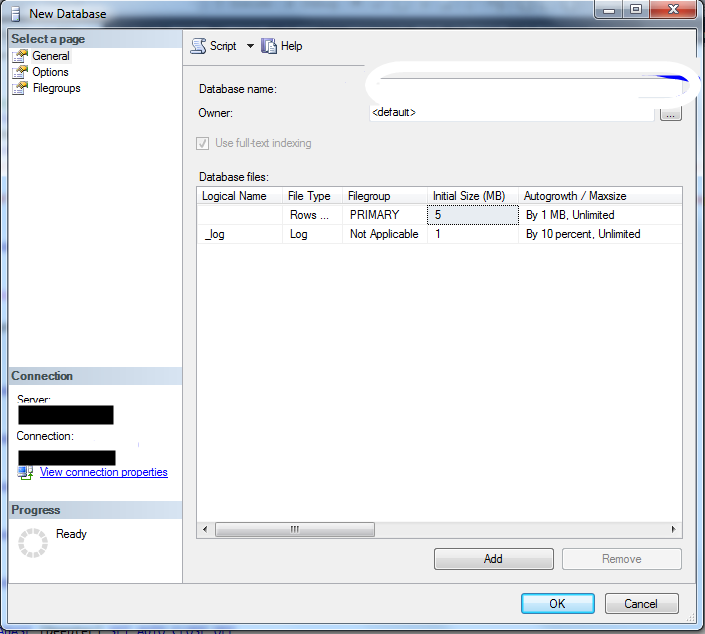 New Database
Select a page
General
Options
Filegroups
Script
Help
Database name:
Owner:
<default>
...
Use full-text indexing
Database files:
Logical Name File Type Filegroup Initial Size (MB) Autogrowth / Maxsize
Rows ... PRIMARY 5 By 1 MB, Unlimited
_log Log Not Applicable 1 By 10 percent, Unlimited
Connection
Server:
Connection:
View connection properties
Progress
Ready
Add
Remove
OK
Cancel